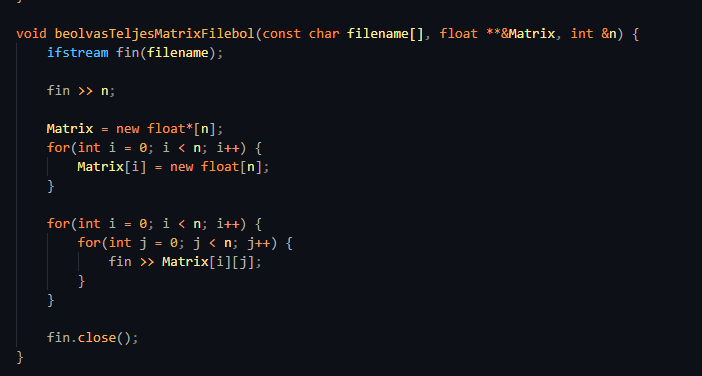 }
void beolvasTeljesMatrixFilebol(const char filename[], float **&Matrix, int &n) {
    ifstream fin(filename);

    fin >> n;

    Matrix = new float*[n];
    for(int i = 0; i < n; i++) {
        Matrix[i] = new float[n];
    }

    for(int i = 0; i < n; i++) {
        for(int j = 0; j < n; j++) {
            fin >> Matrix[i][j];
        }
    }

    fin.close();
}